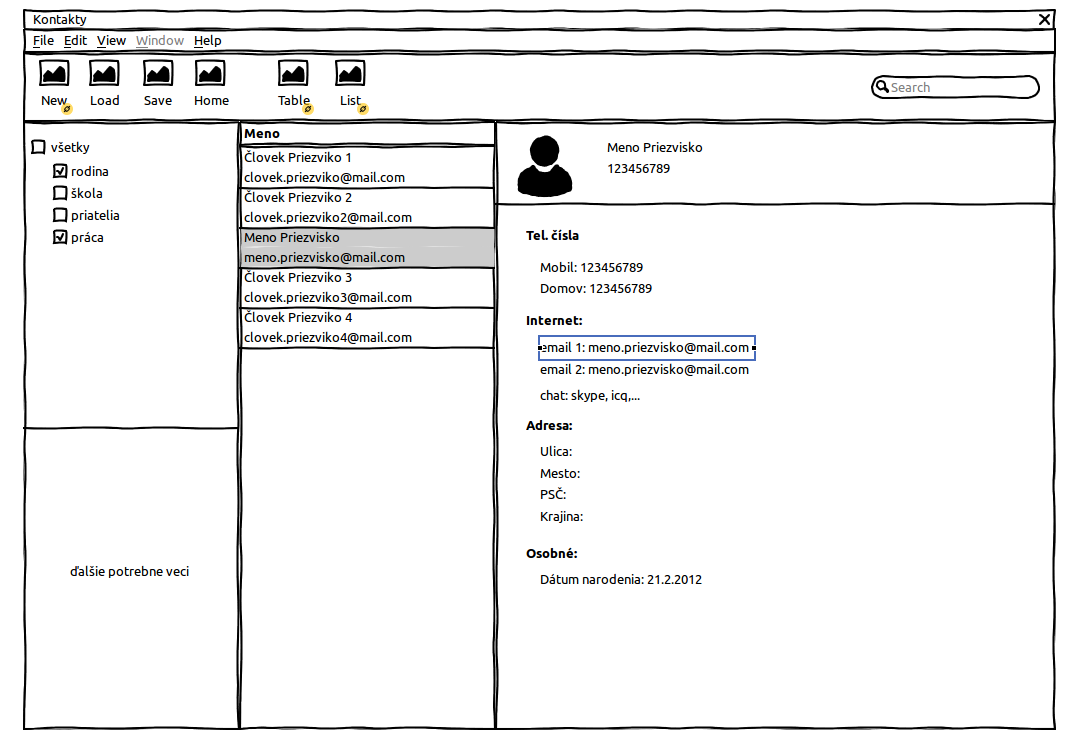 Kontakty
File Edit View Window Help
New Load Save Home Table List
Search
všetky
rodina
škola
priatelia
práca
ďalšie potrebne veci
Meno
Človek Priezviko 1
clovek.priezviko@mail.com
Človek Priezviko 2
clovek.priezviko2@mail.com
Meno Priezvisko
meno.priezvisko@mail.com
Človek Priezviko 3
clovek.priezviko3@mail.com
Človek Priezviko 4
clovek.priezviko4@mail.com
Meno Priezvisko
123456789
Tel. čísla
Mobil: 123456789
Domov: 123456789
Internet:
email 1: meno.priezvisko@mail.com
email 2: meno.priezvisko@mail.com
chat: skype, icq,...
Adresa:
Ulica:
Mesto:
PSČ:
Krajina:
Osobné:
Dátum narodenia: 21.2.2012